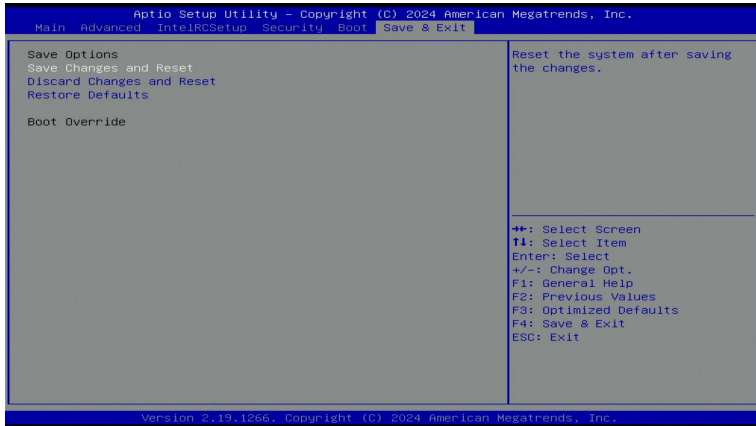 Aptio Setup Utility – Copyright (C) 2024 American Megatrends, Inc.
Main Advanced IntelRCSetup Security Boot Save & Exit
Save Options
Save Changes and Reset
Discard Changes and Reset
Restore Defaults
Boot Override
Reset the system after saving
the changes.
→←: Select Screen
↑↓: Select Item
Enter: Select
+/-: Change Opt.
F1: General Help
F2: Previous Values
F3: Optimized Defaults
F4: Save & Exit
ESC: Exit
Version 2.19.1266. Copyright (C) 2024 American Megatrends, Inc.